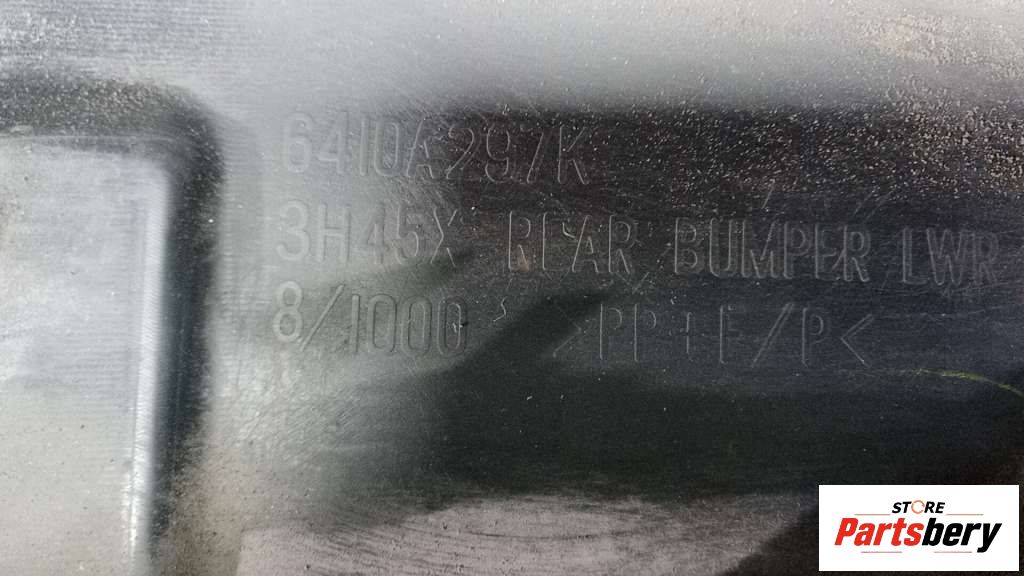 6410A297K
3H45X REAR BUMPER LWR
8/1000 >PP+E/P<
STORE
Partsbery